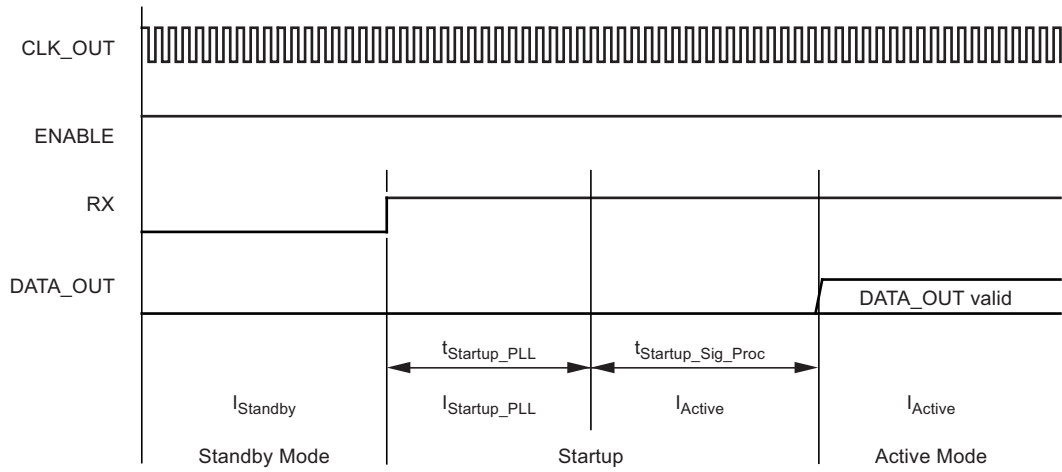 CLK_OUT
ENABLE
RX
DATA_OUT
DATA_OUT valid
tStartup_PLL
tStartup_Sig_Proc
IStandby
IStartup_PLL
IActive
IActive
Standby Mode
Startup
Active Mode